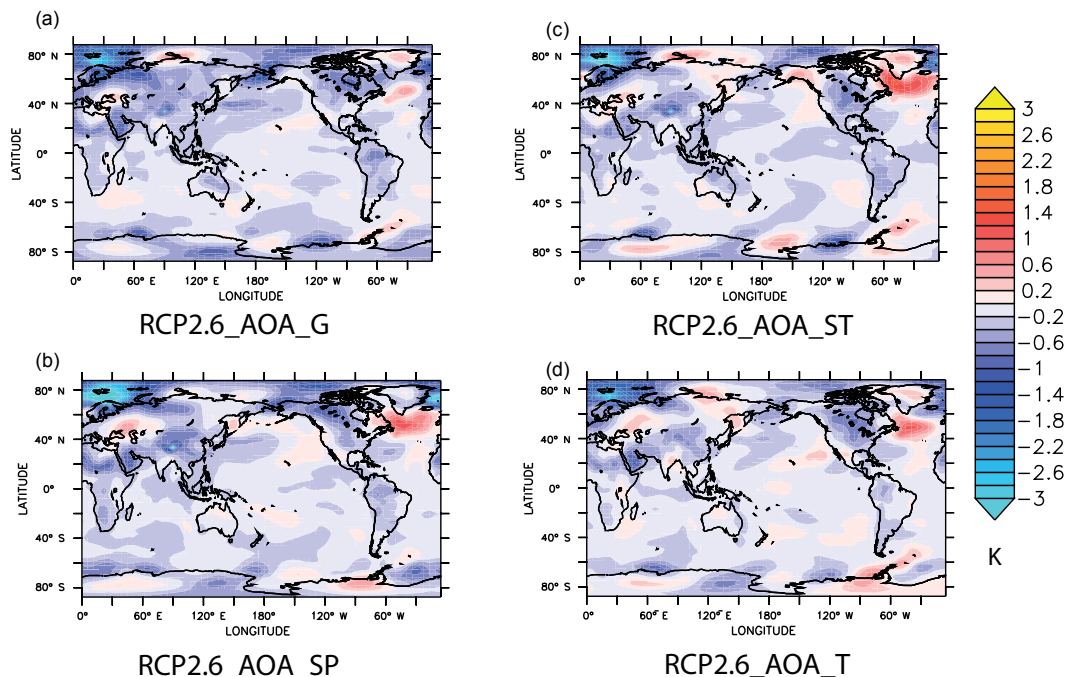 (a)
80° N
40° N
0°
40° S
80° S
LATITUDE
0°
60° E
120° E
180° W
120° W
60° W
LONGITUDE
RCP2.6_AOA_G
(c)
80° N
40° N
0°
40° S
80° S
LATITUDE
0°
60° E
120° E
180° W
120° W
60° W
LONGITUDE
RCP2.6_AOA_ST
(b)
80° N
40° N
0°
40° S
80° S
LATITUDE
0°
60° E
120° E
180° W
120° W
60° W
LONGITUDE
RCP2.6 AOA SP
(d)
80° N
40° N
0°
40° S
80° S
LATITUDE
0°
60° E
120° E
180° W
120° W
60° W
LONGITUDE
RCP2.6_AOA_T
3
2.6
2.2
1.8
1.4
1
0.6
0.2
−0.2
−0.6
−1
−1.4
−1.8
−2.2
−2.6
−3
K